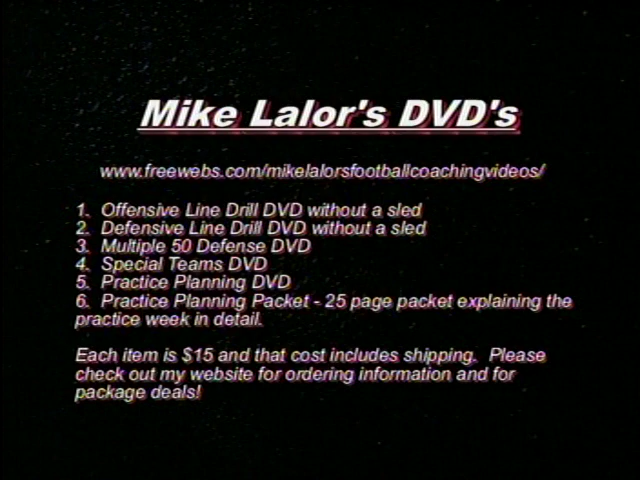 Mike Lalor's DVD's
www.freewebs.com/mikelalorsfootballcoachingvideos/
1. Offensive Line Drill DVD without a sled
2. Defensive Line Drill DVD without a sled
3. Multiple 50 Defense DVD
4. Special Teams DVD
5. Practice Planning DVD
6. Practice Planning Packet - 25 page packet explaining the
practice week in detail.
Each item is $15 and that cost includes shipping. Please
check out my website for ordering information and for
package deals!